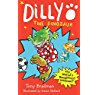 DILLY
THE DINOSAUR
Tony Bradman
Illustrated by Susan Hellard